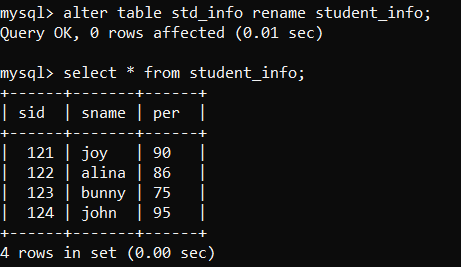 mysql> alter table std_info rename student_info;
Query OK, 0 rows affected (0.01 sec)
mysql> select * from student_info;
+------+-------+------+
| sid  | sname | per  |
+------+-------+------+
|  121 | joy   | 90   |
|  122 | alina | 86   |
|  123 | bunny | 75   |
|  124 | john  | 95   |
+------+-------+------+
4 rows in set (0.00 sec)